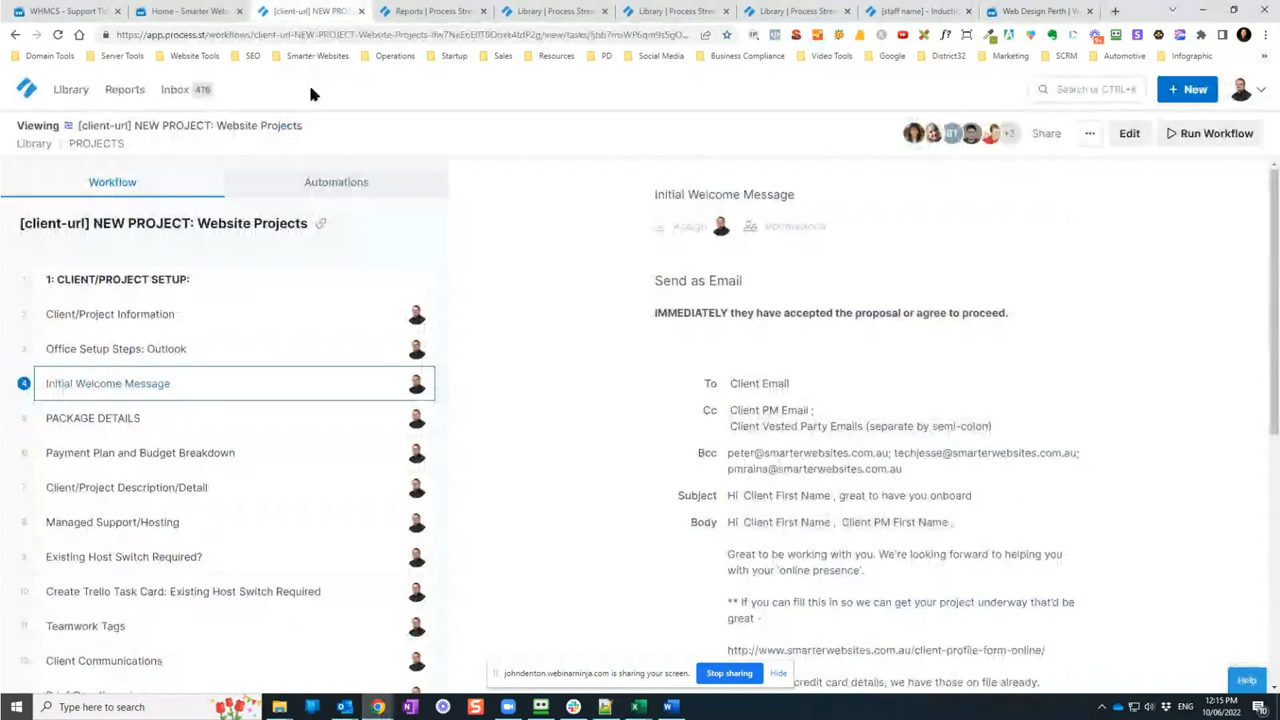 WHMCS - Support Tic
Home - Smarter Webs
[client-url] NEW PROJ
Reports | Process Stre
Library | Process Stre
Library | Process Stre
Library | Process Stre
[staff name] - Inducti
Web Design Perth | W
Domain Tools Server Tools Website Tools SEO Smarter Websites Operations Startup Sales Resources PD Social Media Business Compliance Video Tools Google District32 Marketing SCRM Automotive Infographic
Library Reports Inbox 476 Search or CTRL+K + New
Viewing [client-url] NEW PROJECT: Website Projects
Library PROJECTS
+2 Share ... Edit Run Workflow
Workflow Automations
[client-url] NEW PROJECT: Website Projects
1: CLIENT/PROJECT SETUP:
Client/Project Information
2 Office Setup Steps: Outlook
4 Initial Welcome Message
PACKAGE DETAILS
Payment Plan and Budget Breakdown
Client/Project Description/Detail
Managed Support/Hosting
Existing Host Switch Required?
Create Trello Task Card: Existing Host Switch Required
Teamwork Tags
Client Communications
Initial Welcome Message
Assign Permissions
Send as Email
IMMEDIATELY they have accepted the proposal or agree to proceed.
To Client Email
Cc Client PM Email ;
Client Vested Party Emails (separate by semi-colon)
Bcc peter@smarterwebsites.com.au; techjesse@smarterwebsites.com.au;
pmraina@smarterwebsites.com.au
Subject Hi Client First Name , great to have you onboard
Body Hi Client First Name , Client PM First Name ,
Great to be working with you. We're looking forward to helping you
with your 'online presence'.
** If you can fill this in so we can get your project underway that'd be
great -
http://www.smarterwebsites.com.au/client-profile-form-online/
credit card details, we have those on file already.
johndenton.webinarninja.com is sharing your screen. Stop sharing Hide
Help
Type here to search
ENG
12:15 PM
10/06/2022